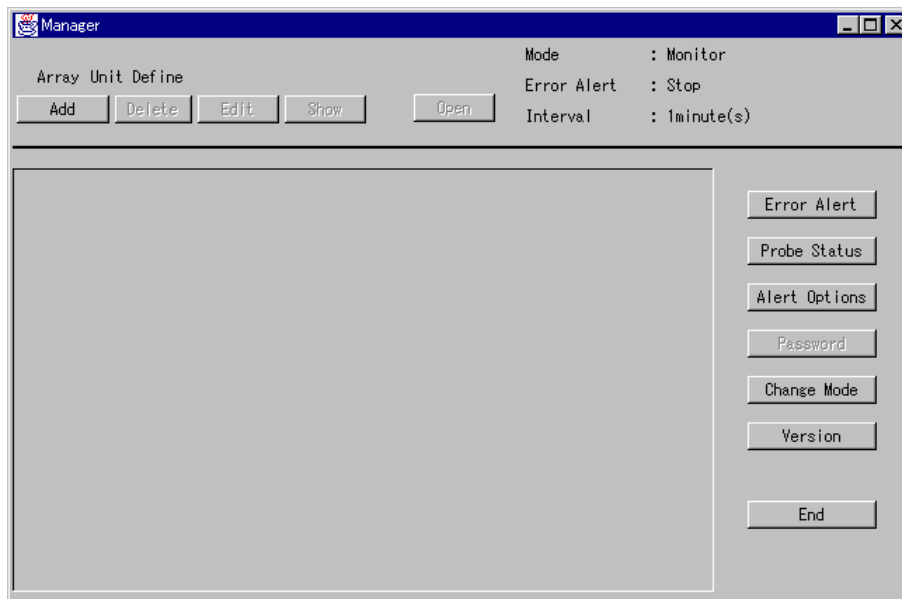 Manager
Mode : Monitor
Array Unit Define
Error Alert : Stop
Add Delete Edit Show Open
Interval : 1minute(s)
Error Alert
Probe Status
Alert Options
Password
Change Mode
Version
End